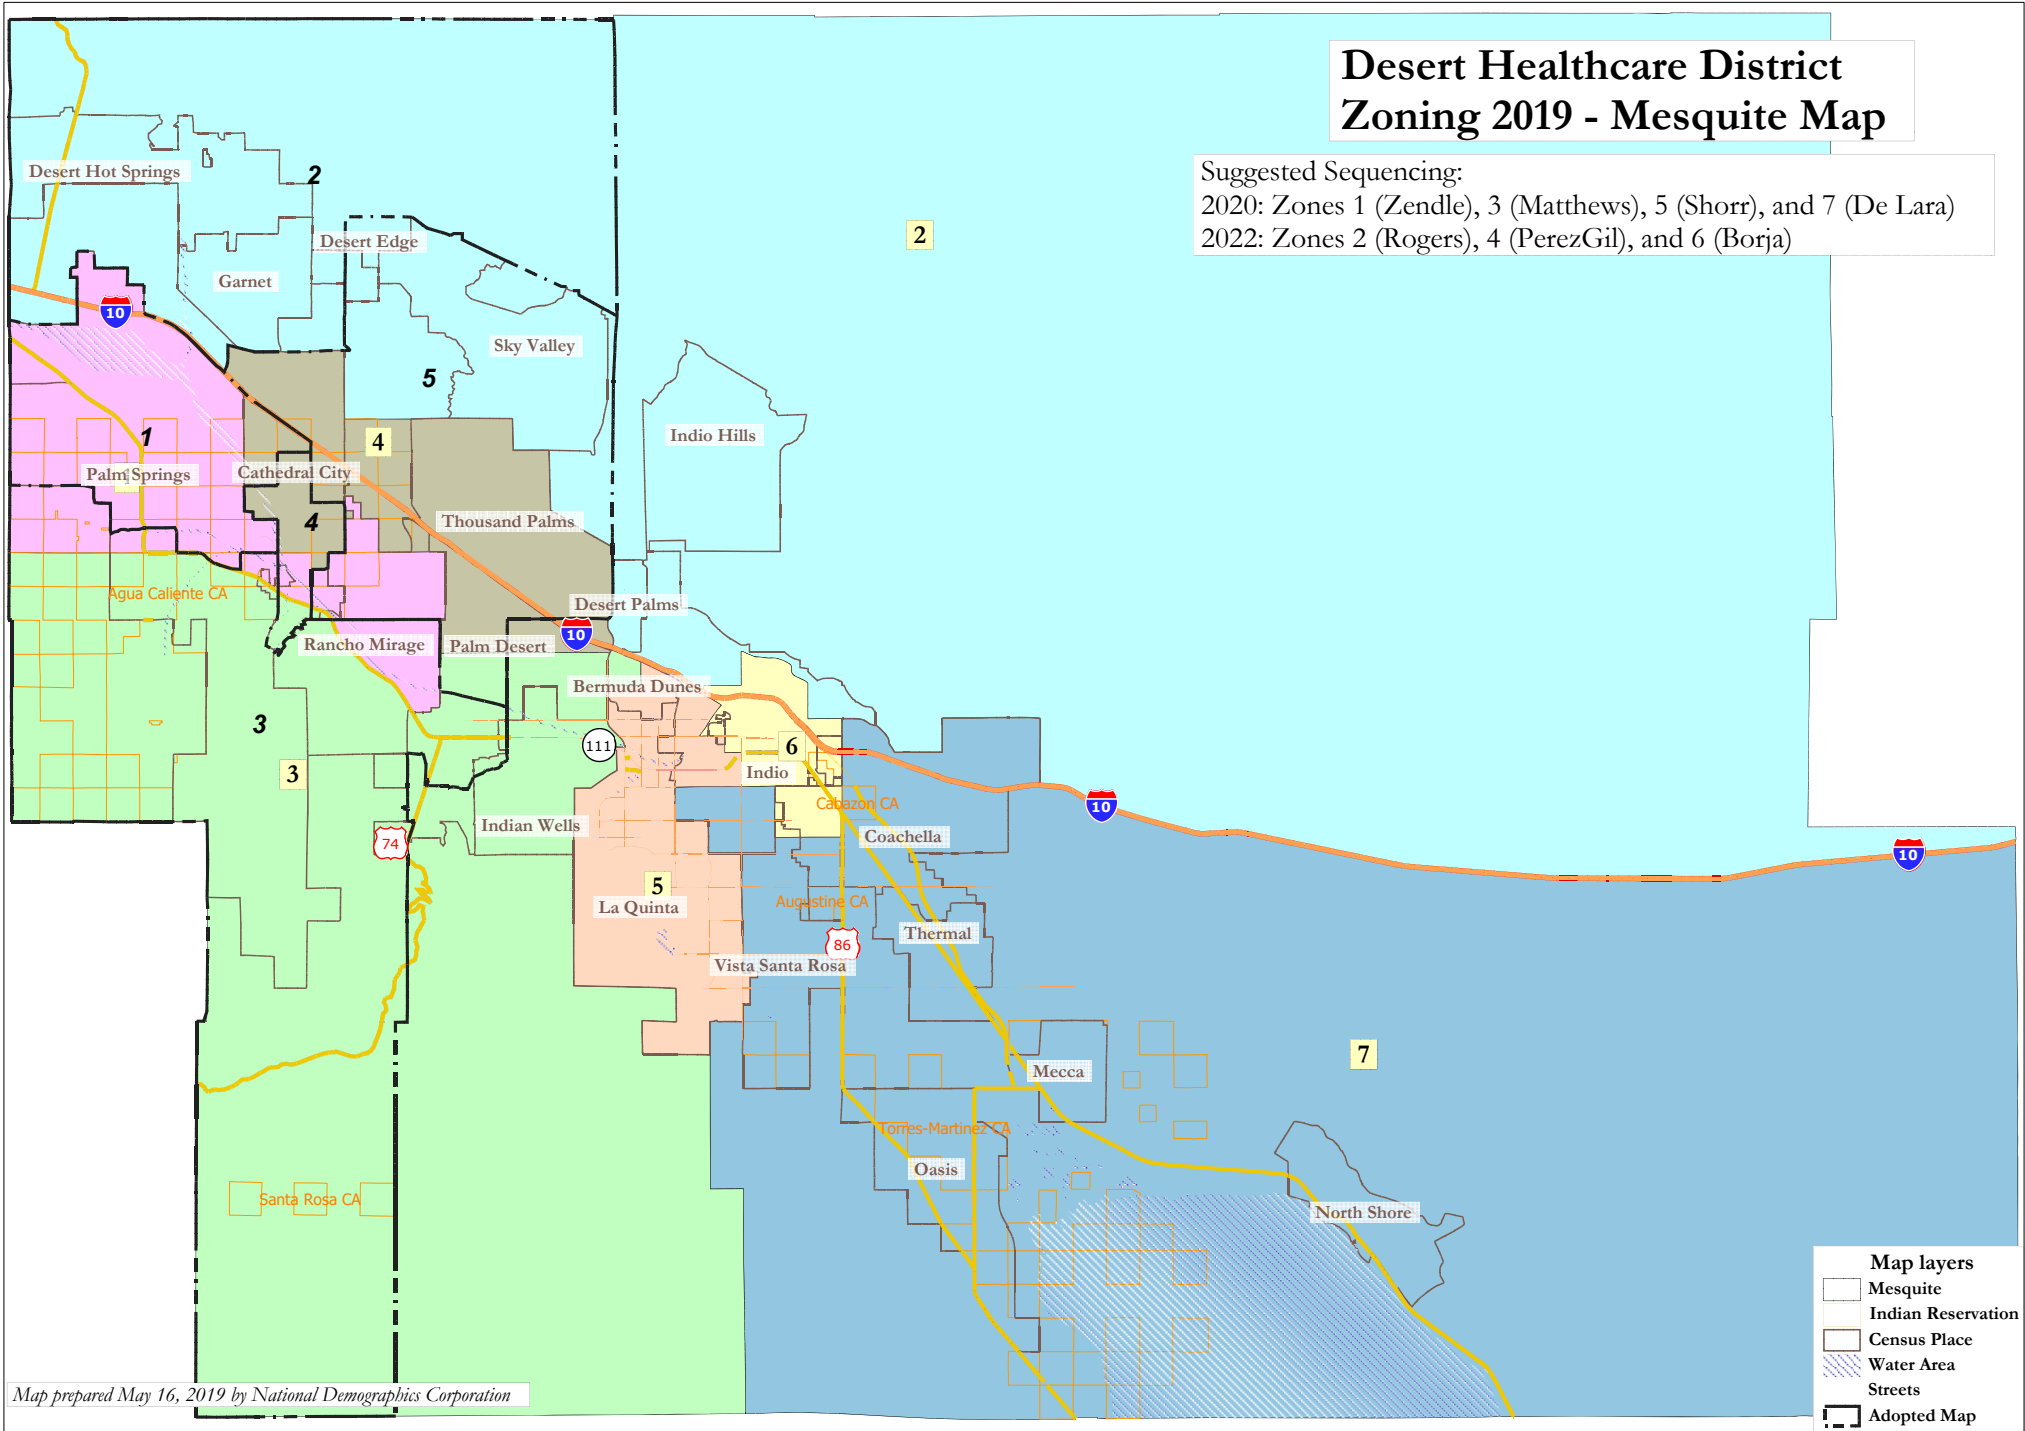 Desert Healthcare District
Zoning 2019 - Mesquite Map
Suggested Sequencing:
2020: Zones 1 (Zendle), 3 (Matthews), 5 (Shorr), and 7 (De Lara)
2022: Zones 2 (Rogers), 4 (PerezGil), and 6 (Borja)
Desert Hot Springs
2
Desert Edge
2
Garnet
10
Sky Valley
5
Indio Hills
1
4
Palm Springs
Cathedral City
4
Thousand Palms
Agua Caliente CA
Desert Palms
10
Rancho Mirage
Palm Desert
Bermuda Dunes
3
111
6
3
Indio
Cabazon CA
10
Indian Wells
Coachella
74
10
5
La Quinta
Augustine CA
Thermal
86
Vista Santa Rosa
7
Mecca
Torres-Martinez CA
Oasis
Santa Rosa CA
North Shore
Map layers
Mesquite
Indian Reservation
Census Place
Water Area
Streets
Adopted Map
Map prepared May 16, 2019 by National Demographics Corporation